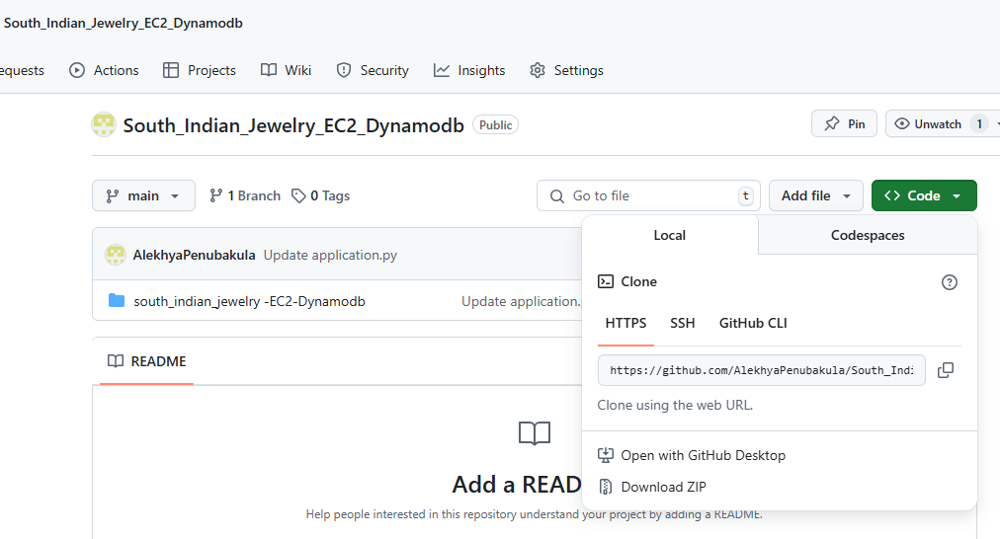 South_Indian_Jewelry_EC2_Dynamodb
equests Actions Projects Wiki Security Insights Settings
South_Indian_Jewelry_EC2_Dynamodb Public Pin Unwatch 1
main 1 Branch 0 Tags Go to file t Add file <> Code
Local Codespaces
AlekhyaPenubakula Update application.py
Clone
south_indian_jewelry -EC2-Dynamodb Update application.
HTTPS SSH GitHub CLI
README
https://github.com/AlekhyaPenubakula/South_Indi
Clone using the web URL.
Open with GitHub Desktop
Add a READ
Download ZIP
Help people interested in this repository understand your project by adding a README.